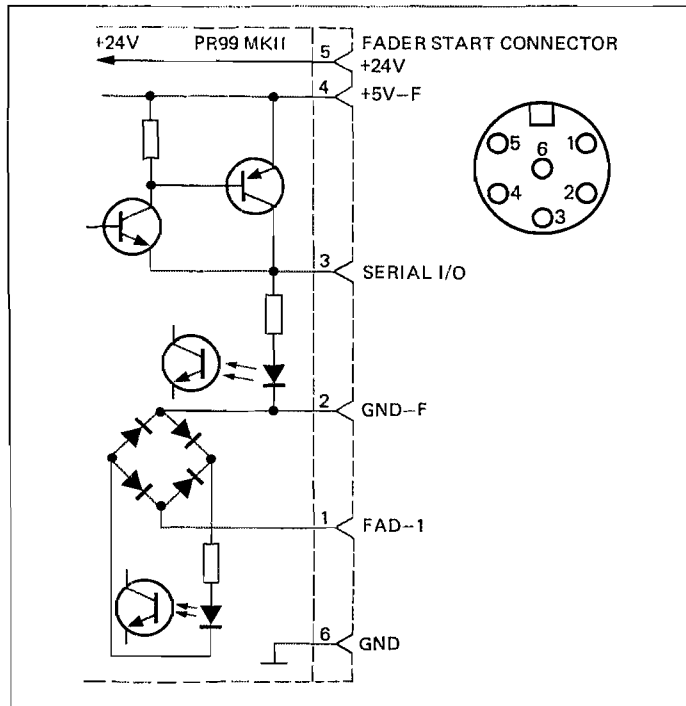 +24V PR99 MKII
5 FADER START CONNECTOR
+24V
4 +5V-F
5 6 1
4 2
3
3 SERIAL I/O
2 GND-F
1 FAD-1
6 GND